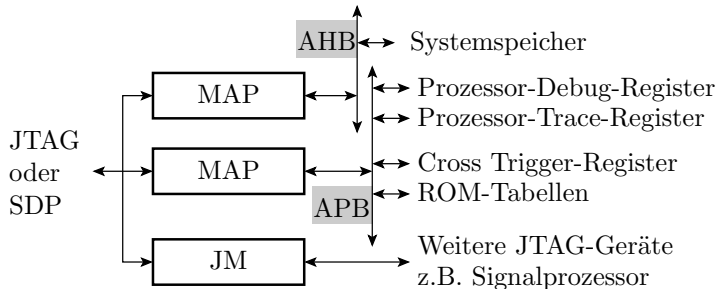 AHB
Systemspeicher
MAP
Prozessor-Debug-Register
Prozessor-Trace-Register
JTAG
oder
SDP
MAP
Cross Trigger-Register
ROM-Tabellen
APB
JM
Weitere JTAG-Geräte
z.B. Signalprozessor